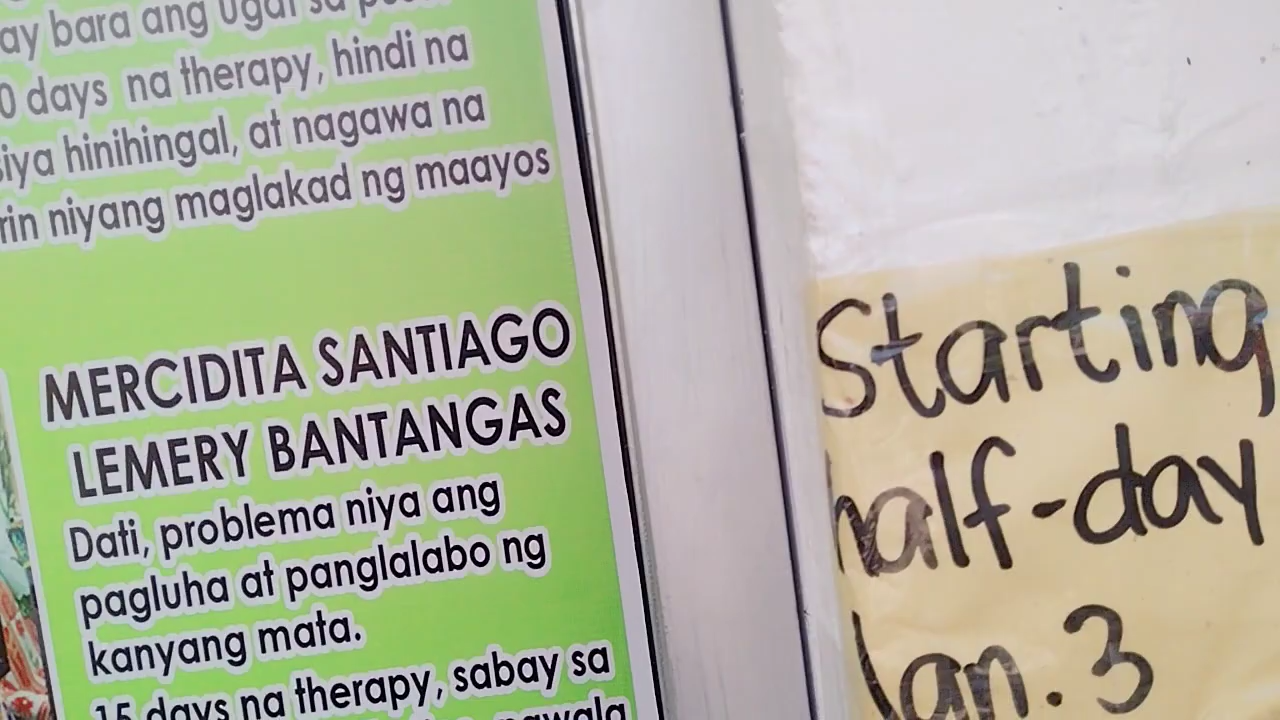 ay bara ang ugat sa
0 days na therapy, hindi na
siya hinihingal, at nagawa na
rin niyang maglakad ng maayos
MERCIDITA SANTIAGO
LEMERY BANTANGAS
Dati, problema niya ang
pagluha at panglalabo ng
kanyang mata.
15 days na therapy, sabay sa
nawala
Starting
half-day
Jan. 3